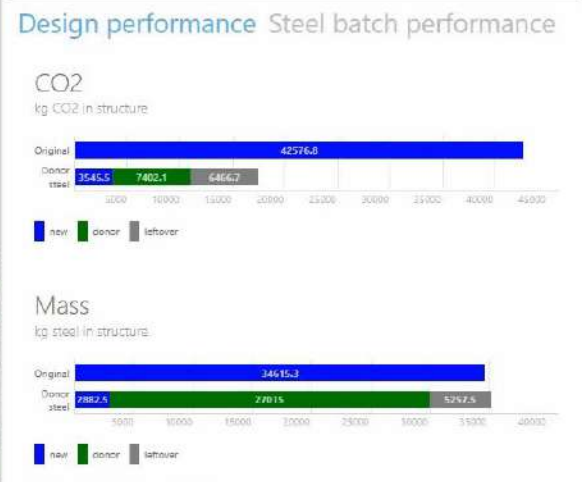 Design performance Steel batch performance
CO2
kg CO2 in structure
Original 42576.8
Donor steel 3545.5 7402.1 6466.7
5000 10000 15000 20000 25000 30000 35000 40000 45000
new donor leftover
Mass
kg steel in structure
Original 34615.3
Donor steel 2882.5 27015 5257.5
5000 10000 15000 20000 25000 30000 35000 40000
new donor leftover